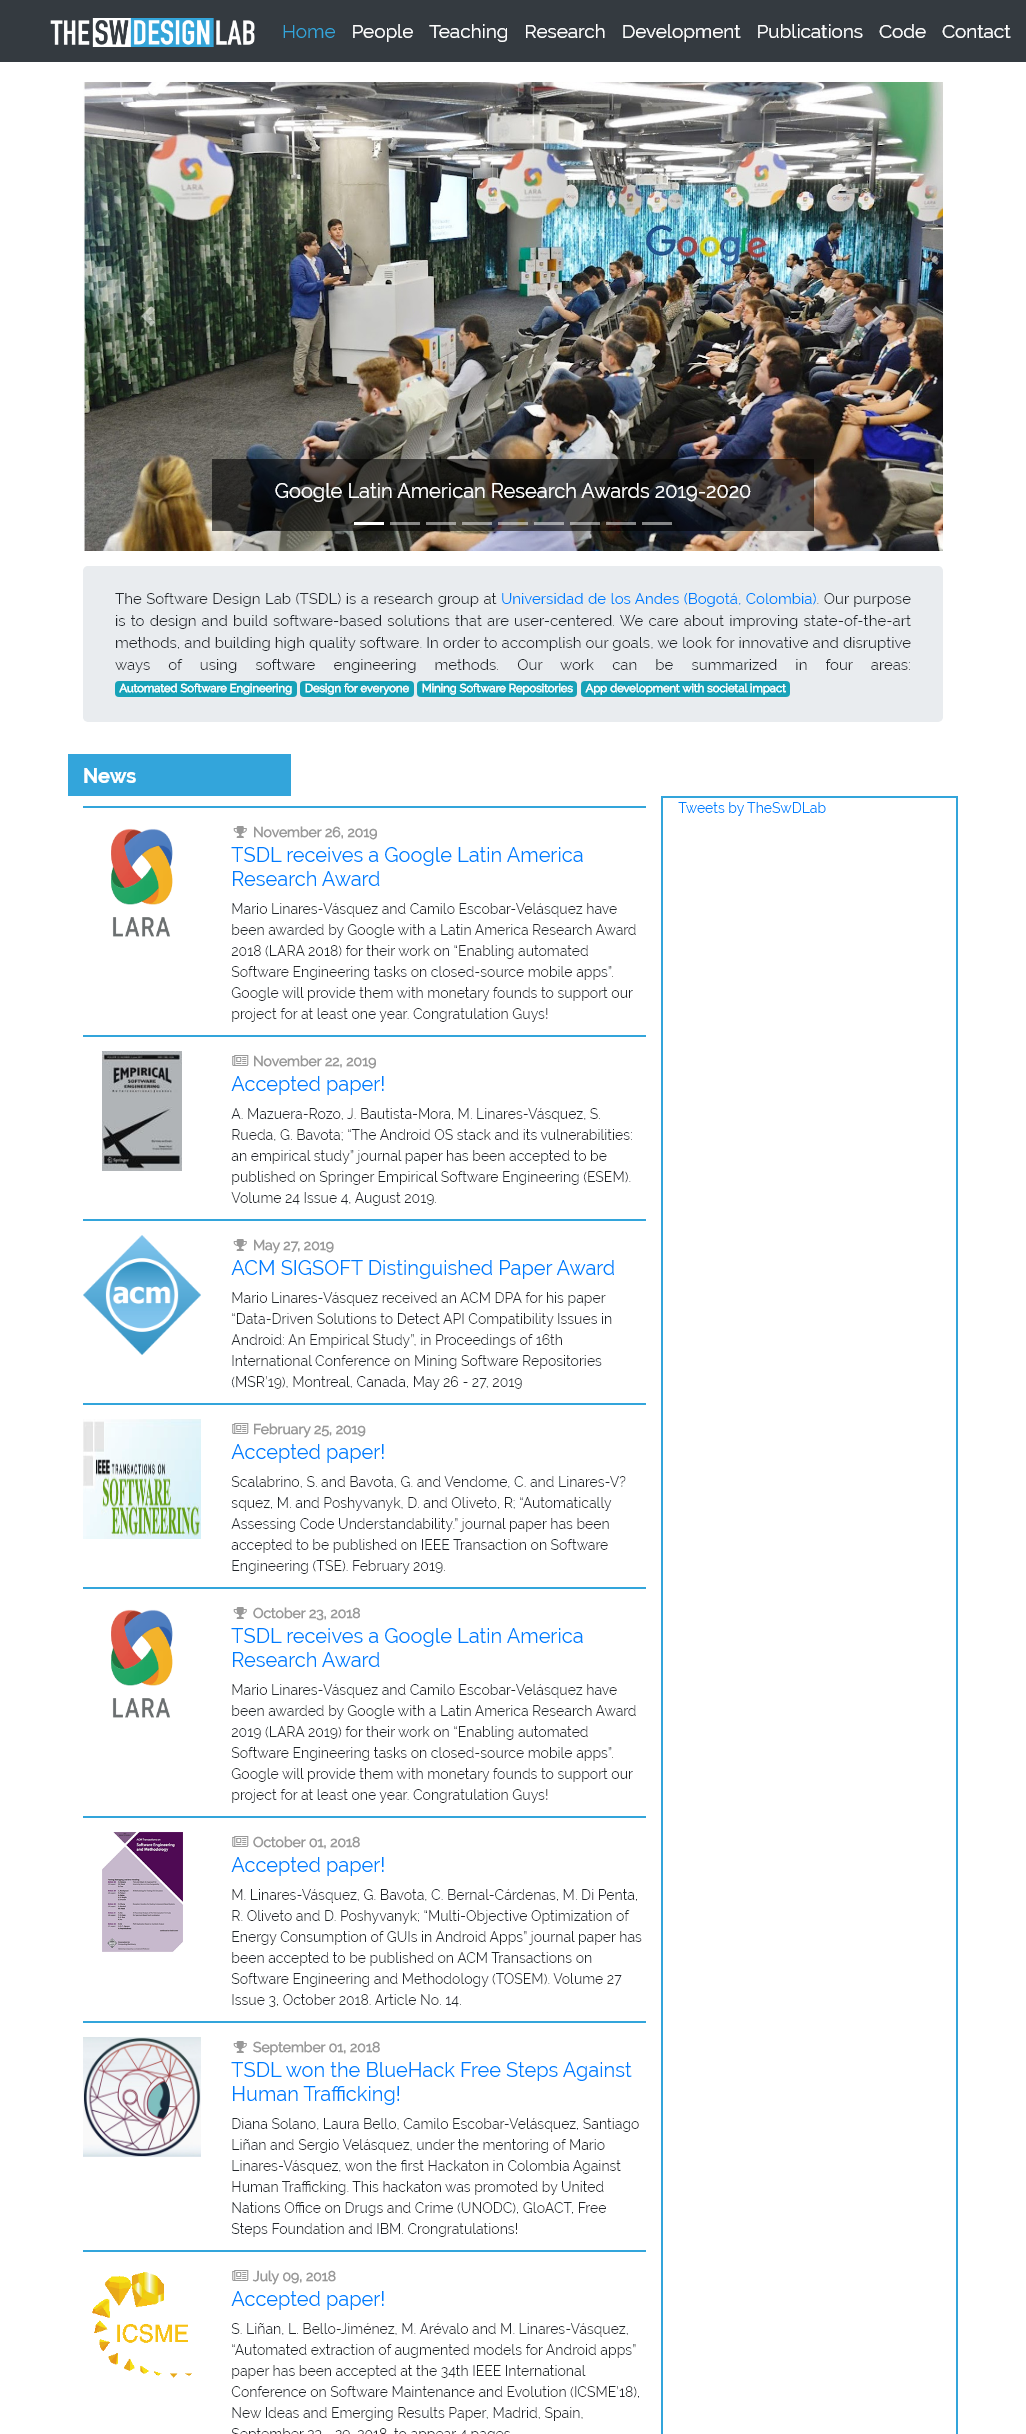 THE SW DESIGN LAB Home People Teaching Research Development Publications Code Contact
LARA LARA
Google
Google Latin American Research Awards 2019-2020
The Software Design Lab (TSDL) is a research group at Universidad de los Andes (Bogotá, Colombia). Our purpose
is to design and build software-based solutions that are user-centered. We care about improving state-of-the-art
methods, and building high quality software. In order to accomplish our goals, we look for innovative and disruptive
ways of using software engineering methods. Our work can be summarized in four areas:
Automated Software Engineering Design for everyone Mining Software Repositories App development with societal impact
News
Tweets by TheSwDLab
LARA
November 26, 2019
TSDL receives a Google Latin America
Research Award
Mario Linares-Vásquez and Camilo Escobar-Velásquez have
been awarded by Google with a Latin America Research Award
2018 (LARA 2018) for their work on “Enabling automated
Software Engineering tasks on closed-source mobile apps”.
Google will provide them with monetary founds to support our
project for at least one year. Congratulation Guys!
EMPIRICAL
SOFTWARE
ENGINEERING
Springer
November 22, 2019
Accepted paper!
A. Mazuera-Rozo, J. Bautista-Mora, M. Linares-Vásquez, S.
Rueda, G. Bavota; “The Android OS stack and its vulnerabilities:
an empirical study” journal paper has been accepted to be
published on Springer Empirical Software Engineering (ESEM).
Volume 24 Issue 4, August 2019.
acm
May 27, 2019
ACM SIGSOFT Distinguished Paper Award
Mario Linares-Vásquez received an ACM DPA for his paper
“Data-Driven Solutions to Detect API Compatibility Issues in
Android: An Empirical Study”, in Proceedings of 16th
International Conference on Mining Software Repositories
(MSR'19), Montreal, Canada, May 26 - 27, 2019
IEEE TRANSACTIONS ON
SOFTWARE
ENGINEERING
February 25, 2019
Accepted paper!
Scalabrino, S. and Bavota, G. and Vendome, C. and Linares-V?
squez, M. and Poshyvanyk, D. and Oliveto, R; “Automatically
Assessing Code Understandability.” journal paper has been
accepted to be published on IEEE Transaction on Software
Engineering (TSE). February 2019.
LARA
October 23, 2018
TSDL receives a Google Latin America
Research Award
Mario Linares-Vásquez and Camilo Escobar-Velásquez have
been awarded by Google with a Latin America Research Award
2019 (LARA 2019) for their work on “Enabling automated
Software Engineering tasks on closed-source mobile apps”.
Google will provide them with monetary founds to support our
project for at least one year. Congratulation Guys!
Software Engineering
and Methodology
October 01, 2018
Accepted paper!
M. Linares-Vásquez, G. Bavota, C. Bernal-Cárdenas, M. Di Penta,
R. Oliveto and D. Poshyvanyk; “Multi-Objective Optimization of
Energy Consumption of GUIs in Android Apps” journal paper has
been accepted to be published on ACM Transactions on
Software Engineering and Methodology (TOSEM). Volume 27
Issue 3, October 2018. Article No. 14.
September 01, 2018
TSDL won the BlueHack Free Steps Against
Human Trafficking!
Diana Solano, Laura Bello, Camilo Escobar-Velásquez, Santiago
Liñan and Sergio Velásquez, under the mentoring of Mario
Linares-Vásquez, won the first Hackaton in Colombia Against
Human Trafficking. This hackaton was promoted by United
Nations Office on Drugs and Crime (UNODC), GloACT, Free
Steps Foundation and IBM. Crongratulations!
ICSME
July 09, 2018
Accepted paper!
S. Liñan, L. Bello-Jiménez, M. Arévalo and M. Linares-Vásquez,
“Automated extraction of augmented models for Android apps”
paper has been accepted at the 34th IEEE International
Conference on Software Maintenance and Evolution (ICSME'18),
New Ideas and Emerging Results Paper, Madrid, Spain,
September 23 - 29, 2018, to appear 4 pages